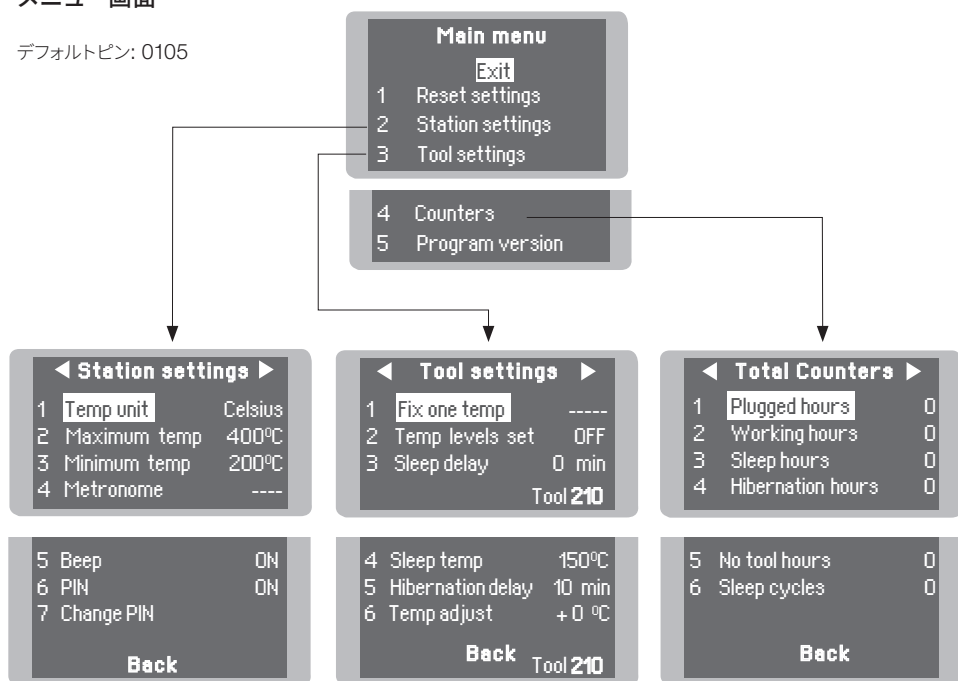 メニュー画面
デフォルトピン: 0105
Main menu
Exit
1 Reset settings
2 Station settings
3 Tool settings
4 Counters
5 Program version
◀ Station settings ▶
1 Temp unit Celsius
2 Maximum temp 400ºC
3 Minimum temp 200ºC
4 Metronome ----
5 Beep ON
6 PIN ON
7 Change PIN
Back
◀ Tool settings ▶
1 Fix one temp -----
2 Temp levels set OFF
3 Sleep delay 0 min
Tool 210
4 Sleep temp 150ºC
5 Hibernation delay 10 min
6 Temp adjust +0 ºC
Back
Tool 210
◀ Total Counters ▶
1 Plugged hours 0
2 Working hours 0
3 Sleep hours 0
4 Hibernation hours 0
5 No tool hours 0
6 Sleep cycles 0
Back